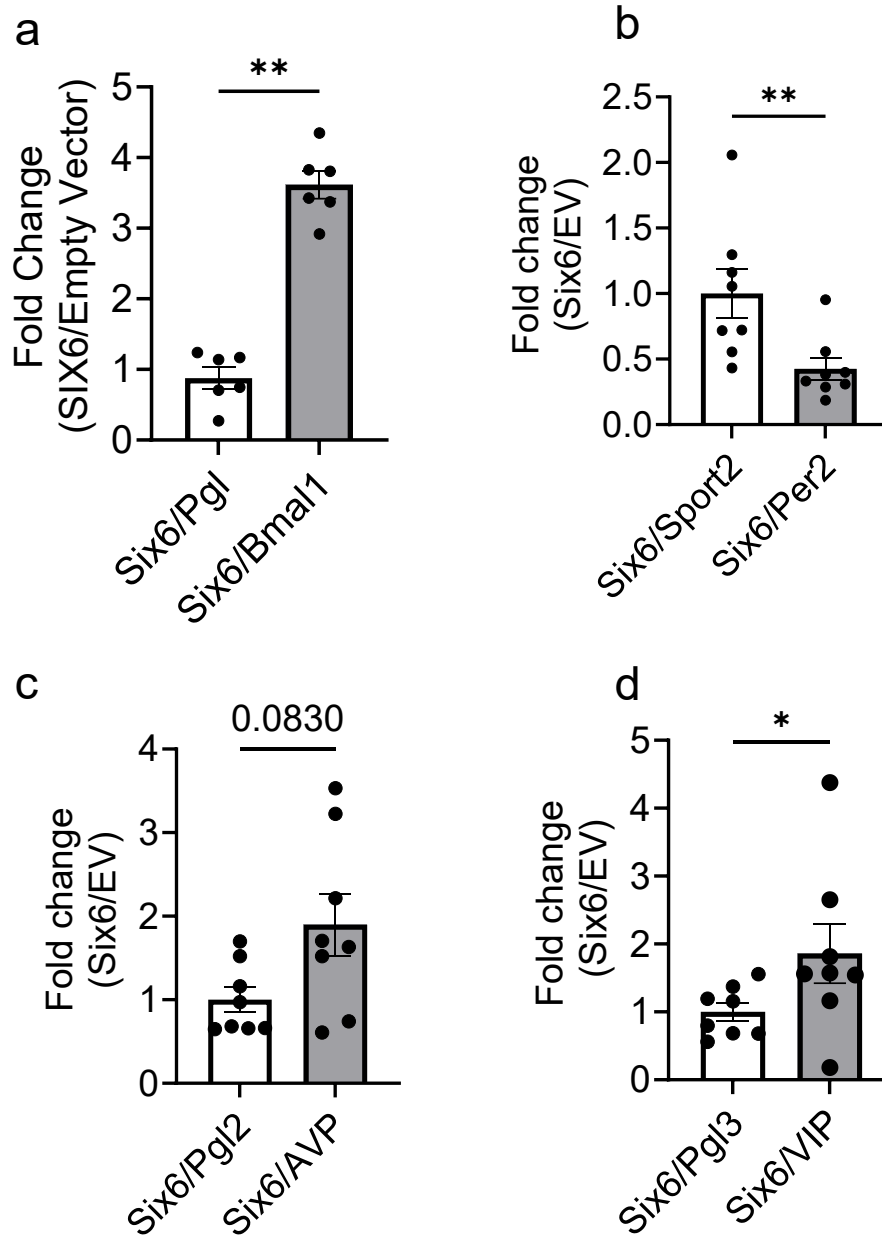 a
**
Fold Change
(SIX6/Empty Vector)
5
4
3
2
1
0
Six6/Pgl
Six6/Bmal1
b
**
Fold change
(Six6/EV)
2.5
2.0
1.5
1.0
0.5
0.0
Six6/Sport2
Six6/Per2
c
0.0830
Fold change
(Six6/EV)
4
3
2
1
0
Six6/Pgl2
Six6/AVP
d
*
Fold change
(Six6/EV)
5
4
3
2
1
0
Six6/Pgl3
Six6/VIP